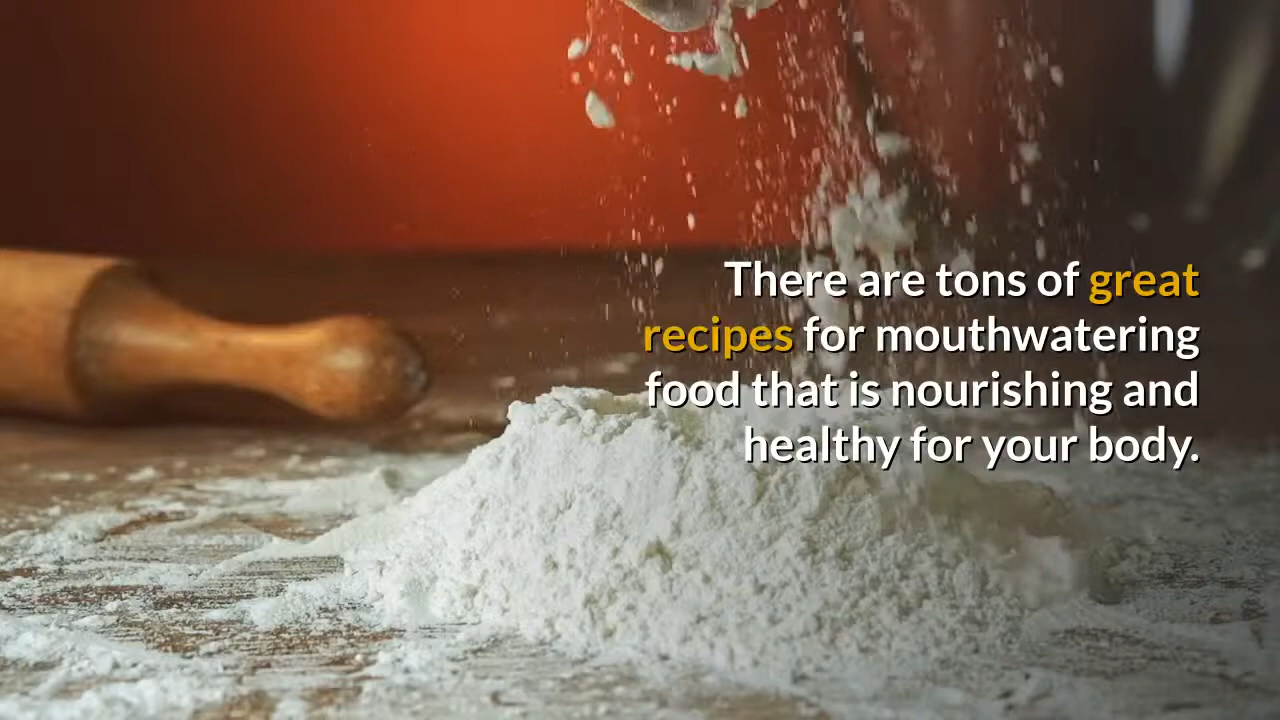 There are tons of great
recipes for mouthwatering
food that is nourishing and
healthy for your body.